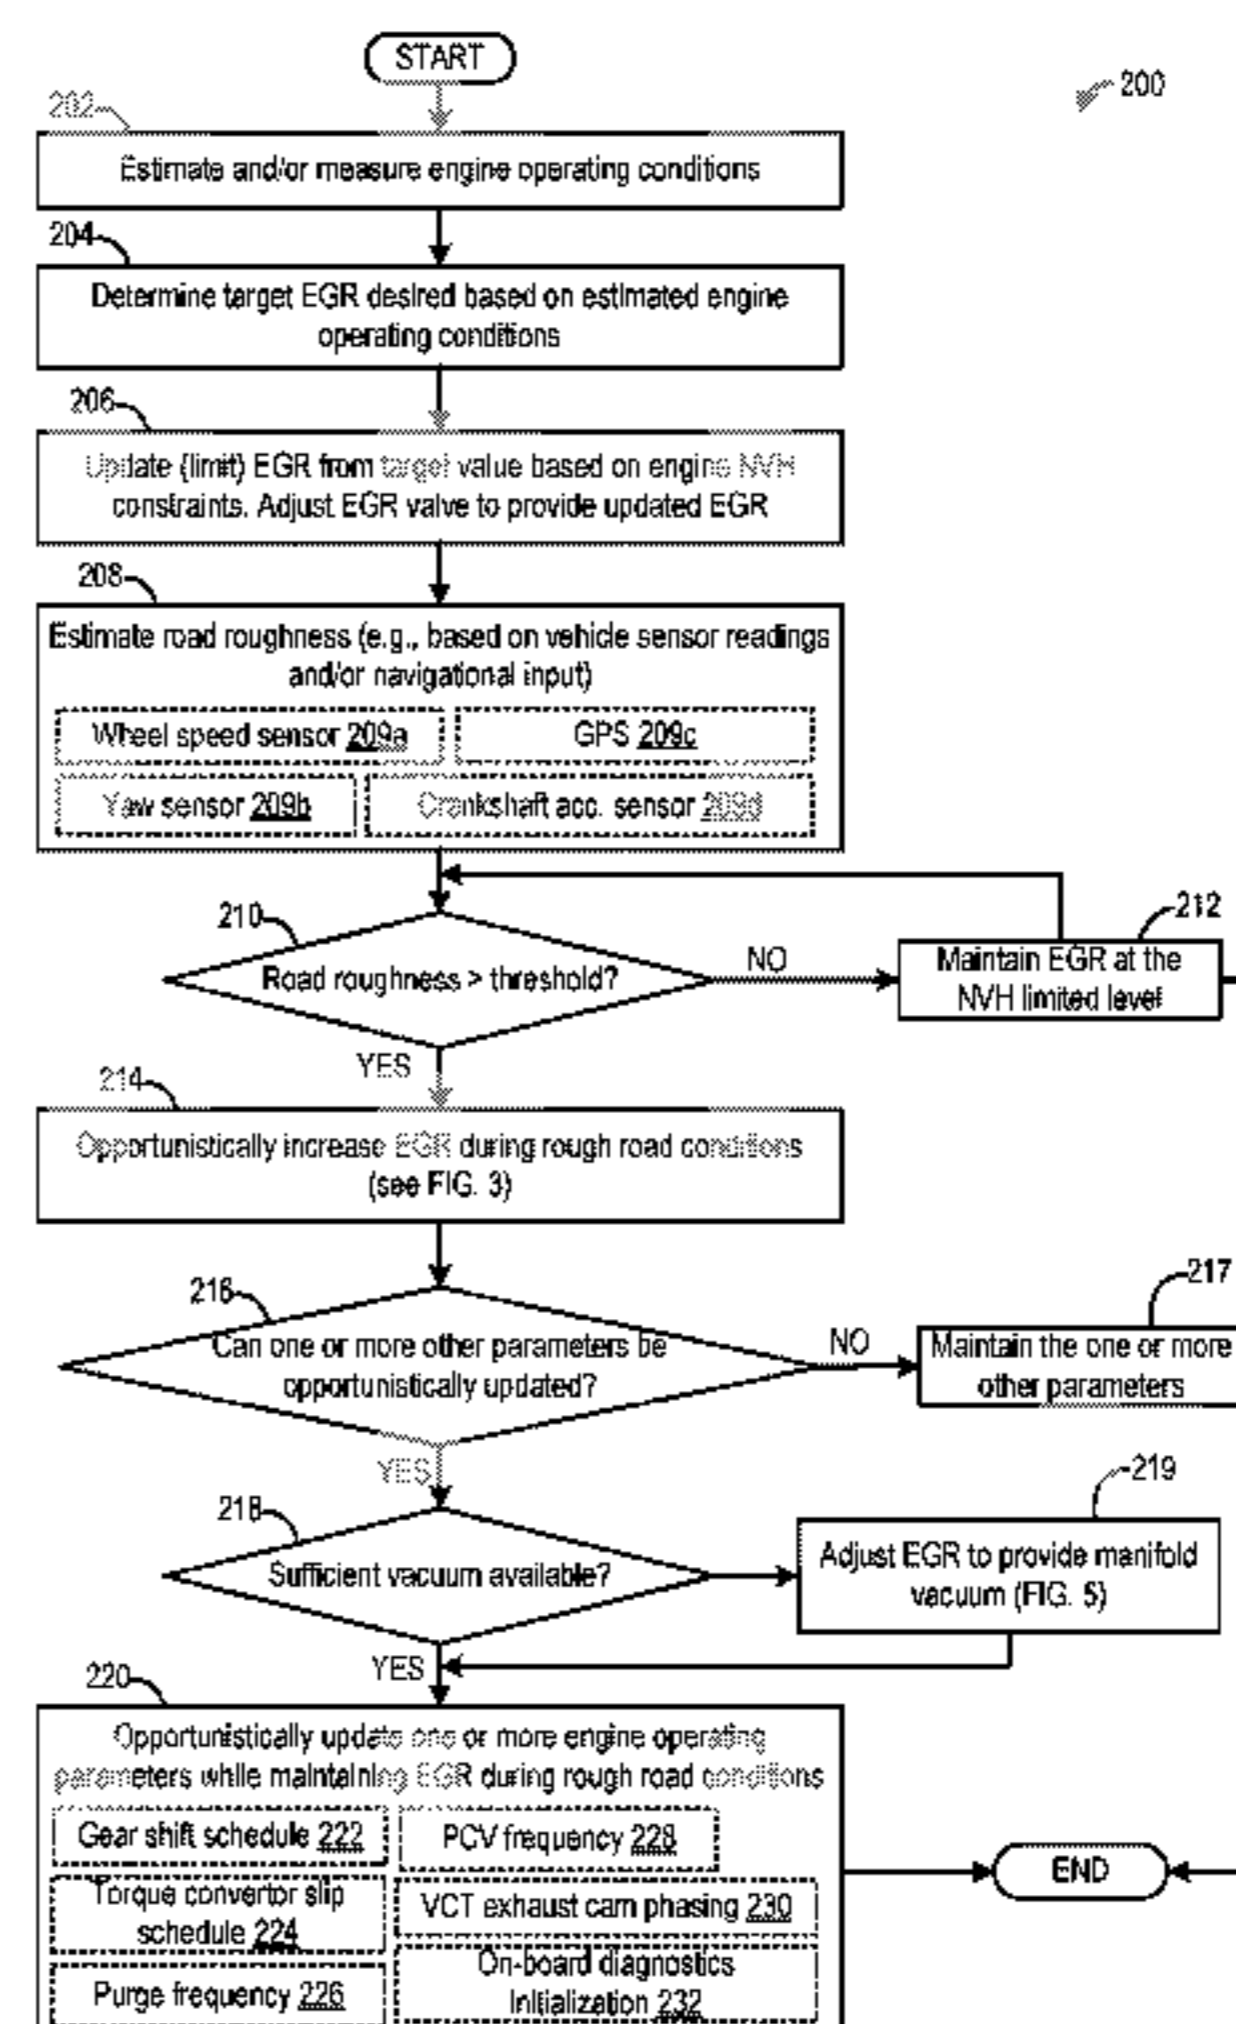 START
200
202
Estimate and/or measure engine operating conditions
204
Determine target EGR desired based on estimated engine
operating conditions
206
Update (limit) EGR from target value based on engine NVH
constraints. Adjust EGR valve to provide updated EGR
208
Estimate road roughness (e.g., based on vehicle sensor readings
and/or navigational input)
Wheel speed sensor 209a
GPS 209c
Yaw sensor 209b
Crankshaft acc. sensor 209d
210
Road roughness > threshold?
NO
212
Maintain EGR at the
NVH limited level
YES
214
Opportunistically increase EGR during rough road conditions
(see FIG. 3)
216
Can one or more other parameters be
opportunistically updated?
NO
217
Maintain the one or more
other parameters
YES
218
Sufficient vacuum available?
219
Adjust EGR to provide manifold
vacuum (FIG. 5)
YES
220
Opportunistically update one or more engine operating
parameters while maintaining EGR during rough road conditions
Gear shift schedule 222
PCV frequency 228
Torque convertor slip
schedule 224
VCT exhaust cam phasing 230
Purge frequency 226
On-board diagnostics
Initialization 232
END